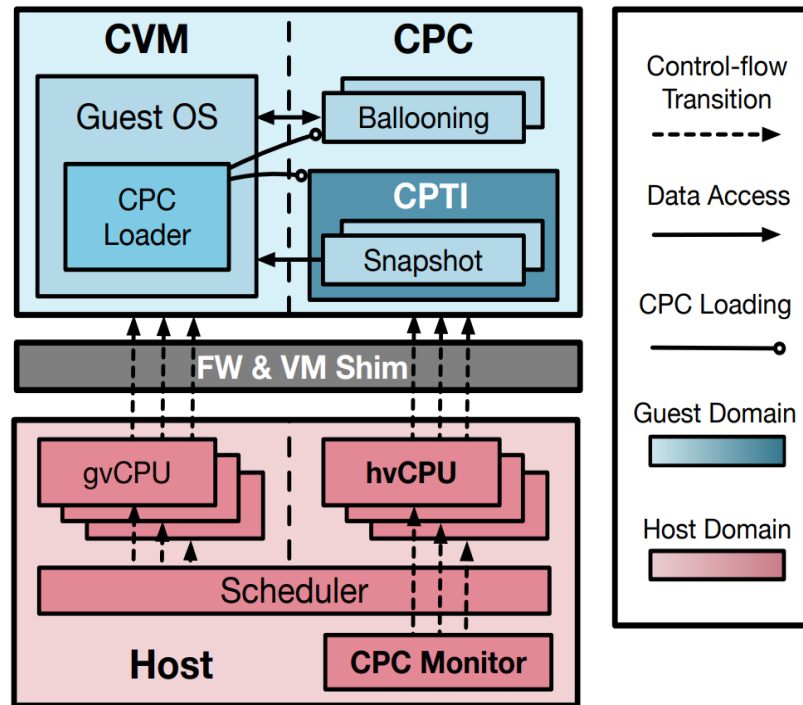 CVM
CPC
Guest OS
Ballooning
CPC
Loader
CPTI
Snapshot
FW & VM Shim
gvCPU
hvCPU
Scheduler
Host
CPC Monitor
Control-flow
Transition
Data Access
CPC Loading
Guest Domain
Host Domain